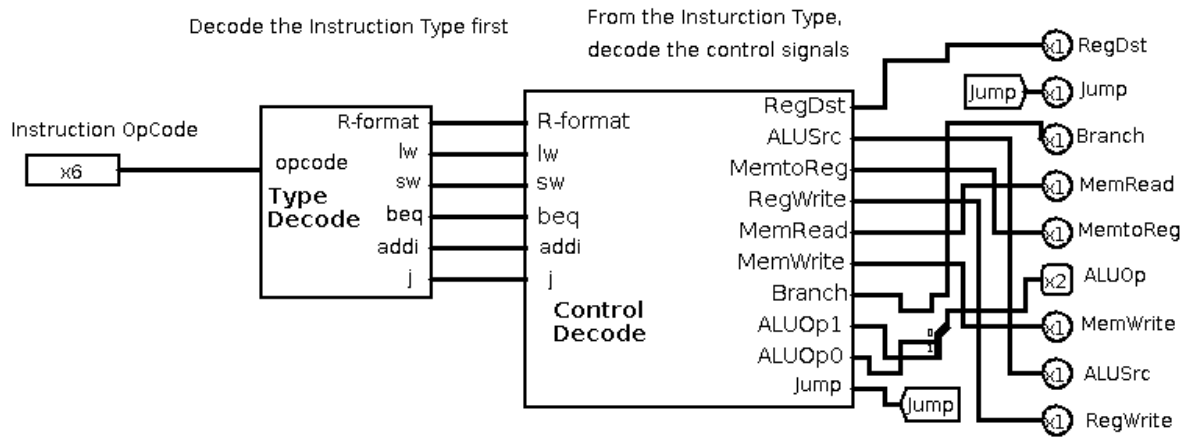 Decode the Instruction Type first
From the Insturction Type,
decode the control signals
Instruction OpCode
x6
opcode
Type
Decode
R-format
lw
sw
beq
addi
j
R-format
lw
sw
beq
addi
j
Control
Decode
RegDst
ALUSrc
MemtoReg
RegWrite
MemRead
MemWrite
Branch
ALUOp1
ALUOp0
Jump
0
1
Jump
Jump
x1 RegDst
x1 Jump
x1 Branch
x1 MemRead
x1 MemtoReg
x2 ALUOp
x1 MemWrite
x1 ALUSrc
x1 RegWrite